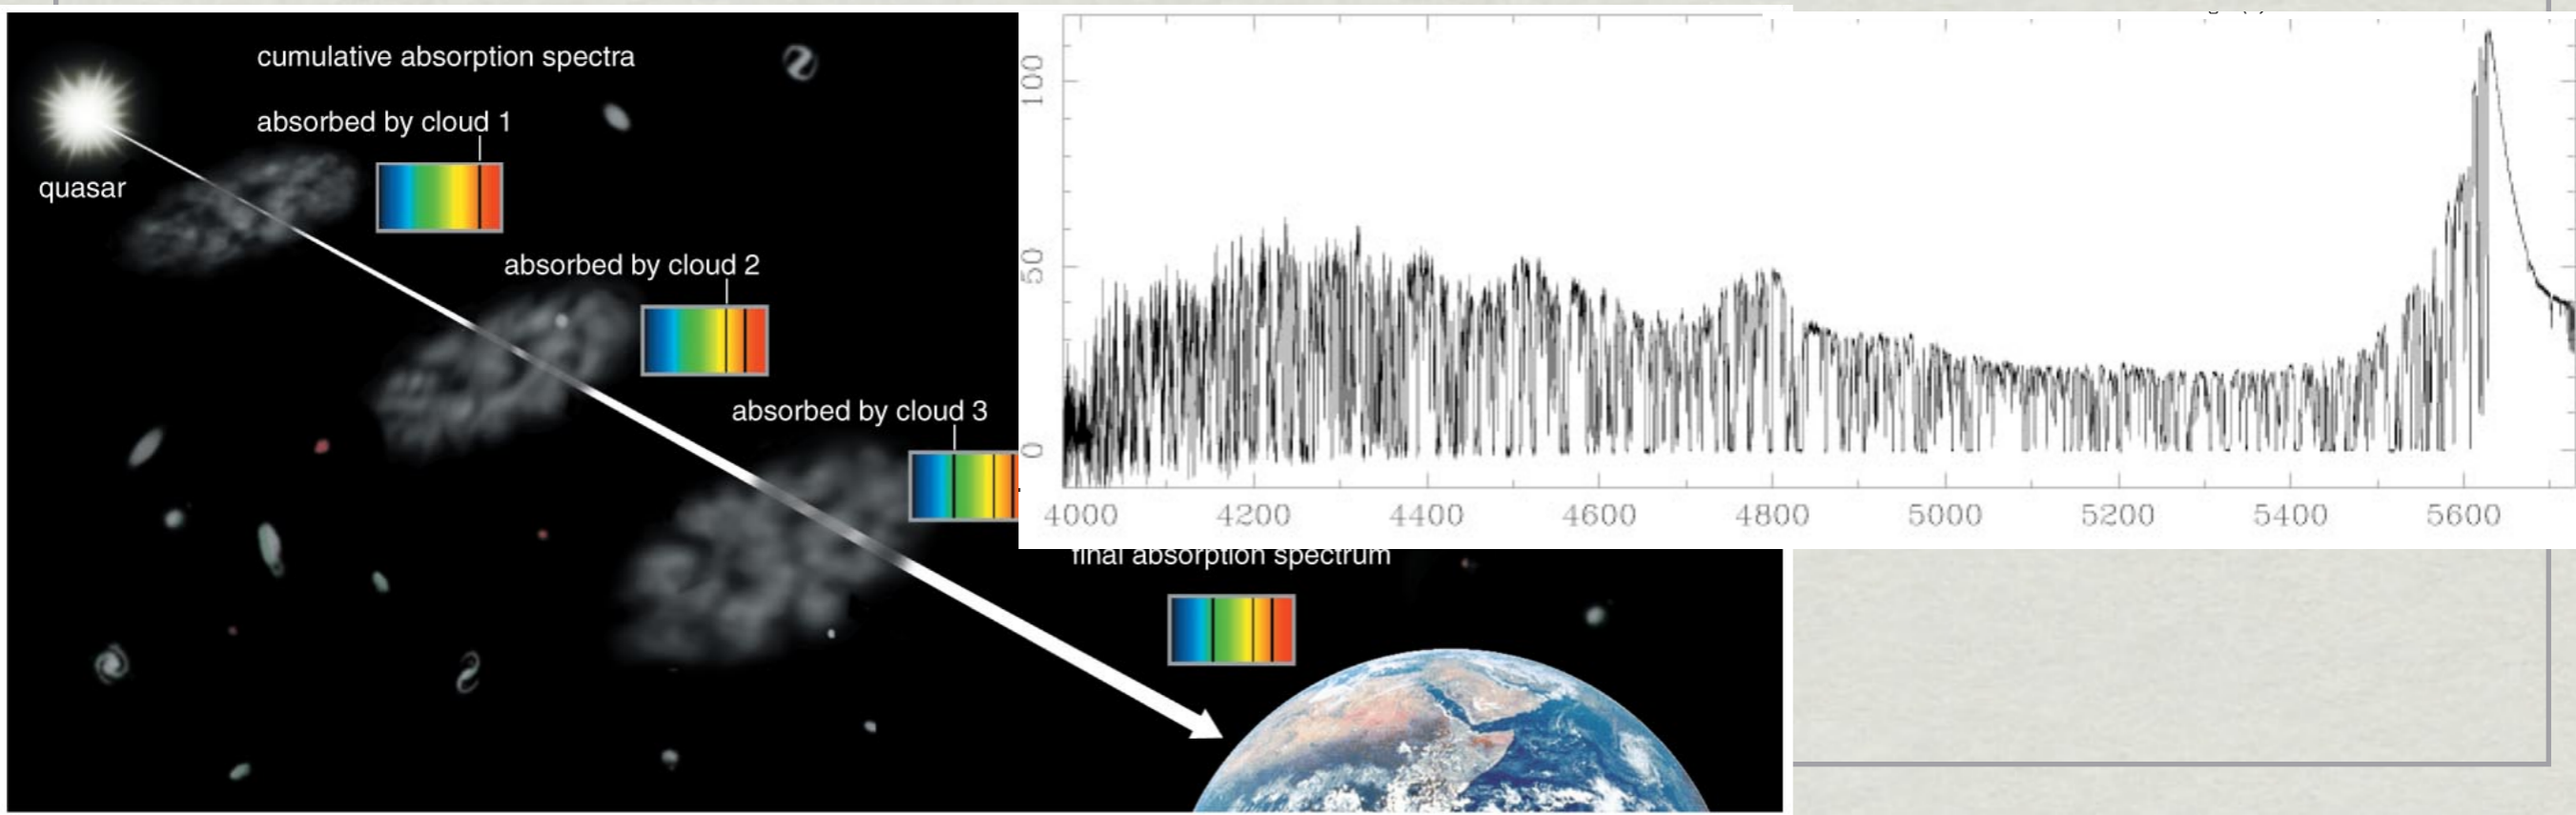 cumulative absorption spectra
absorbed by cloud 1
quasar
absorbed by cloud 2
absorbed by cloud 3
final absorption spectrum
100
50
0
4000 4200 4400 4600 4800 5000 5200 5400 5600